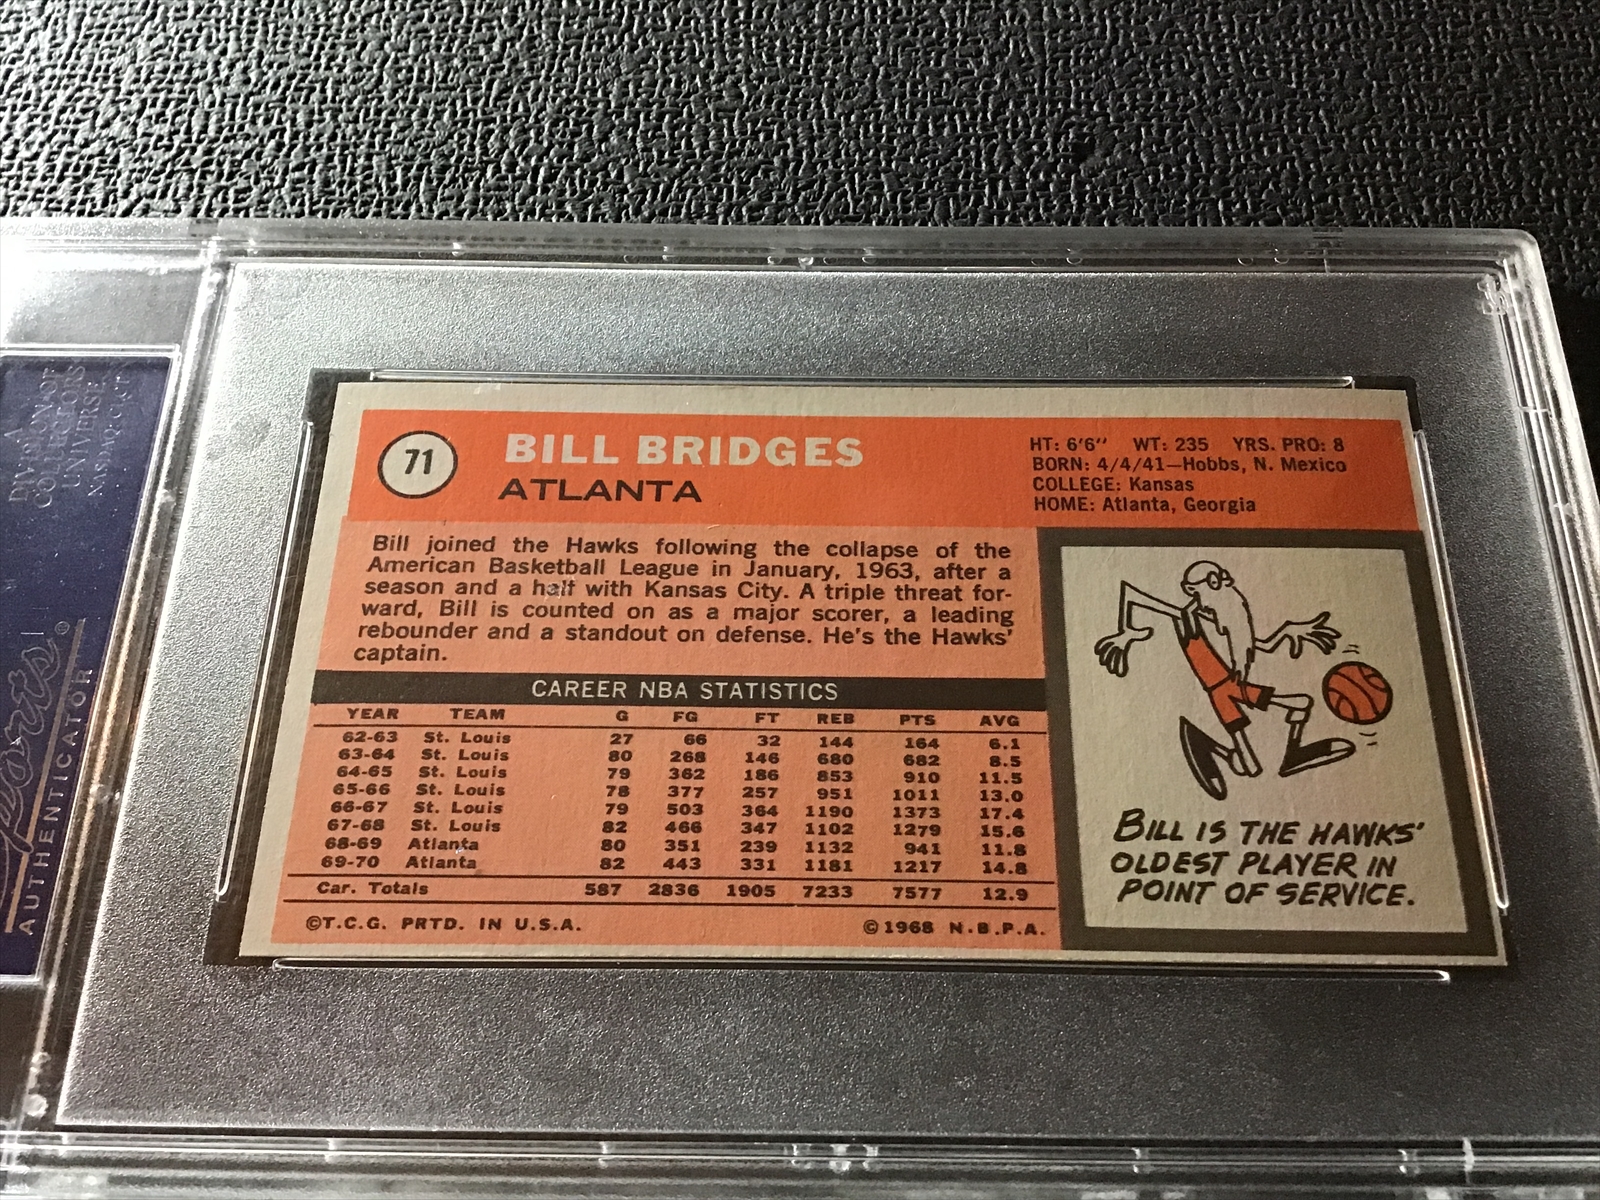 A
DIVISION OF
COLLECTORS
UNIVERSE
AUTHENTICATOR
71
BILL BRIDGES
ATLANTA
HT: 6'6" WT: 235 YRS. PRO: 8
BORN: 4/4/41—Hobbs, N. Mexico
COLLEGE: Kansas
HOME: Atlanta, Georgia
Bill joined the Hawks following the collapse of the
American Basketball League in January, 1963, after a
season and a half with Kansas City. A triple threat for-
ward, Bill is counted on as a major scorer, a leading
rebounder and a standout on defense. He's the Hawks'
captain.
CAREER NBA STATISTICS
YEAR TEAM G FG FT REB PTS AVG
62-63 St. Louis 27 66 32 144 164 6.1
63-64 St. Louis 80 268 146 680 682 8.5
64-65 St. Louis 79 362 186 853 910 11.5
65-66 St. Louis 78 377 257 951 1011 13.0
66-67 St. Louis 79 503 364 1190 1373 17.4
67-68 St. Louis 82 466 347 1102 1279 15.6
68-69 Atlanta 80 351 239 1132 941 11.8
69-70 Atlanta 82 443 331 1181 1217 14.8
Car. Totals 587 2836 1905 7233 7577 12.9
©T.C.G. PRTD. IN U.S.A. ©1968 N.B.P.A.
BILL IS THE HAWKS'
OLDEST PLAYER IN
POINT OF SERVICE.